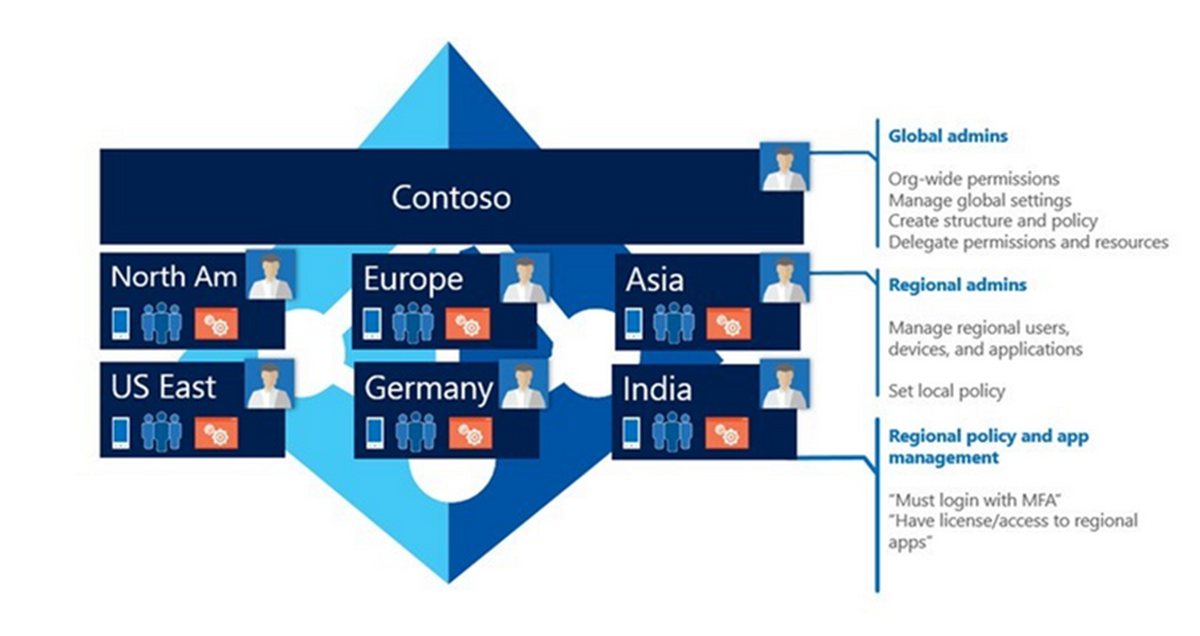 Contoso
North Am
Europe
Asia
US East
Germany
India
Global admins
Org-wide permissions
Manage global settings
Create structure and policy
Delegate permissions and resources
Regional admins
Manage regional users,
devices, and applications
Set local policy
Regional policy and app
management
"Must login with MFA"
"Have license/access to regional
apps"